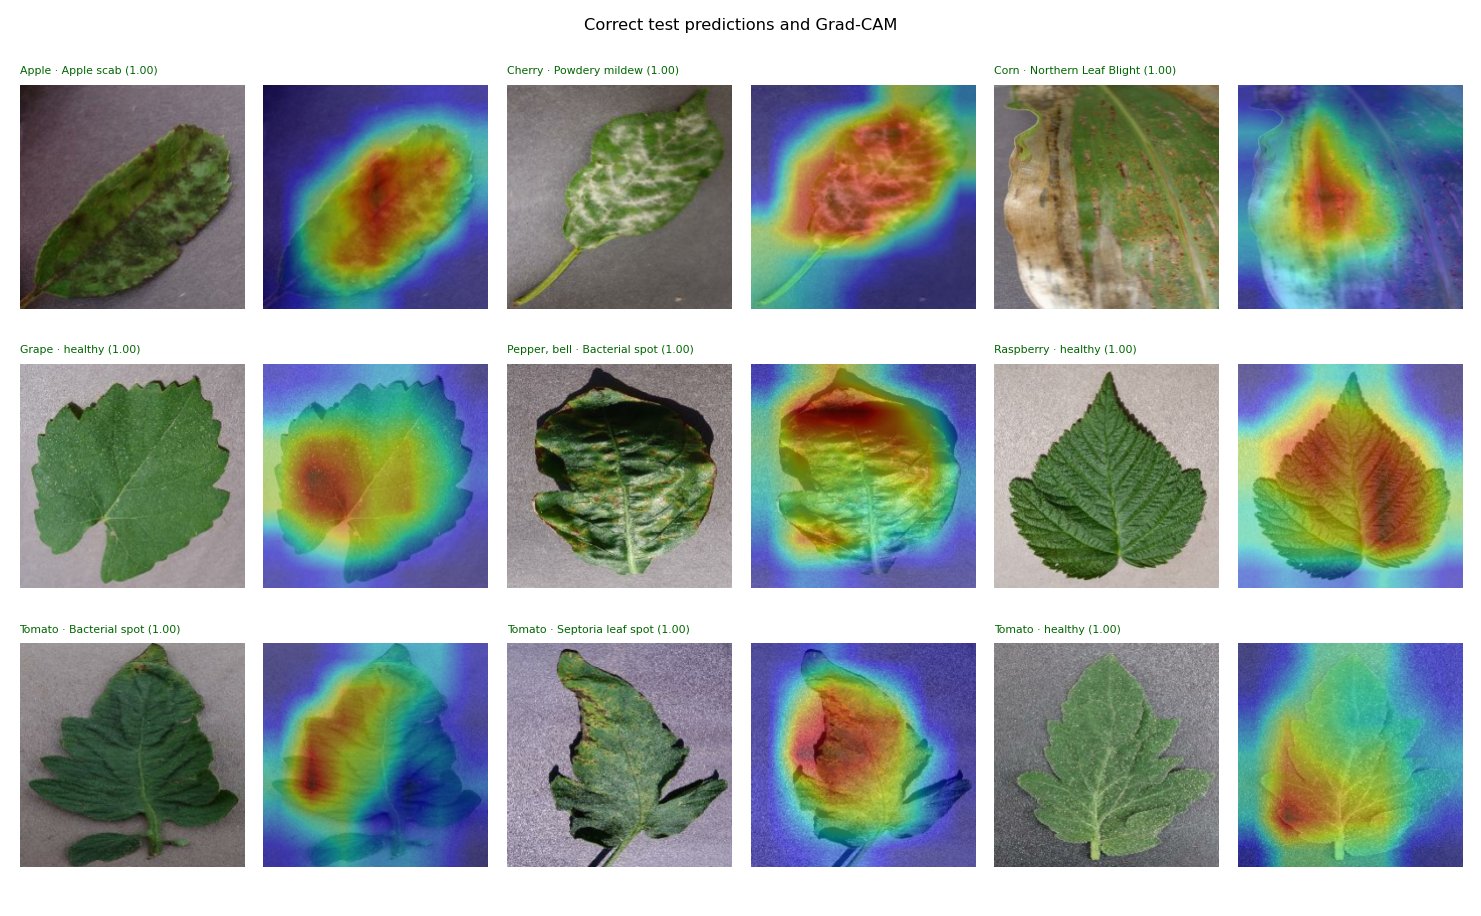 Correct test predictions and Grad-CAM
Apple · Apple scab (1.00)
Cherry · Powdery mildew (1.00)
Corn · Northern Leaf Blight (1.00)
Grape · healthy (1.00)
Pepper, bell · Bacterial spot (1.00)
Raspberry · healthy (1.00)
Tomato · Bacterial spot (1.00)
Tomato · Septoria leaf spot (1.00)
Tomato · healthy (1.00)